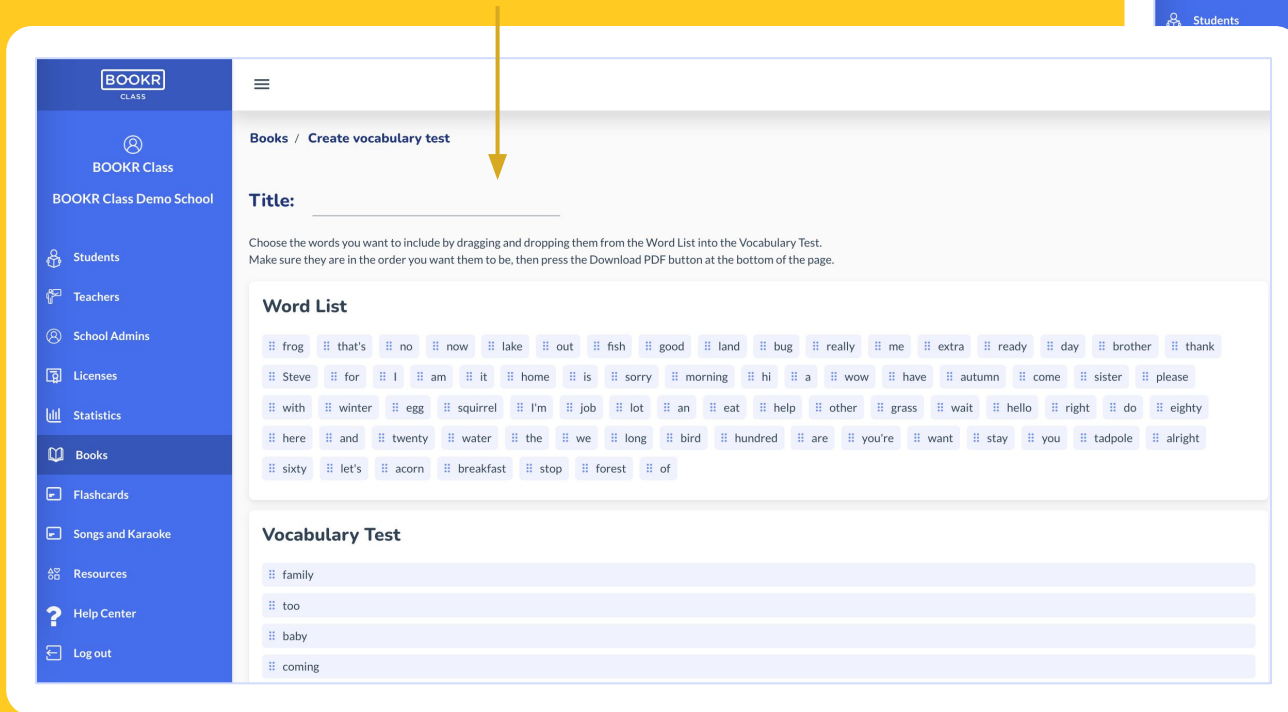 Students
BOOKR
CLASS
BOOKR Class
BOOKR Class Demo School
Students
Teachers
School Admins
Licenses
Statistics
Books
Flashcards
Songs and Karaoke
Resources
Help Center
Log out
Books / Create vocabulary test
Title:
Choose the words you want to include by dragging and dropping them from the Word List into the Vocabulary Test.
Make sure they are in the order you want them to be, then press the Download PDF button at the bottom of the page.
Word List
frog that's no now lake out fish good land bug really me extra ready day brother thank
Steve for I am it home is sorry morning hi a wow have autumn come sister please
with winter egg squirrel I'm job lot an eat help other grass wait hello right do eighty
here and twenty water the we long bird hundred are you're want stay you tadpole alright
sixty let's acorn breakfast stop forest of
Vocabulary Test
family
too
baby
coming